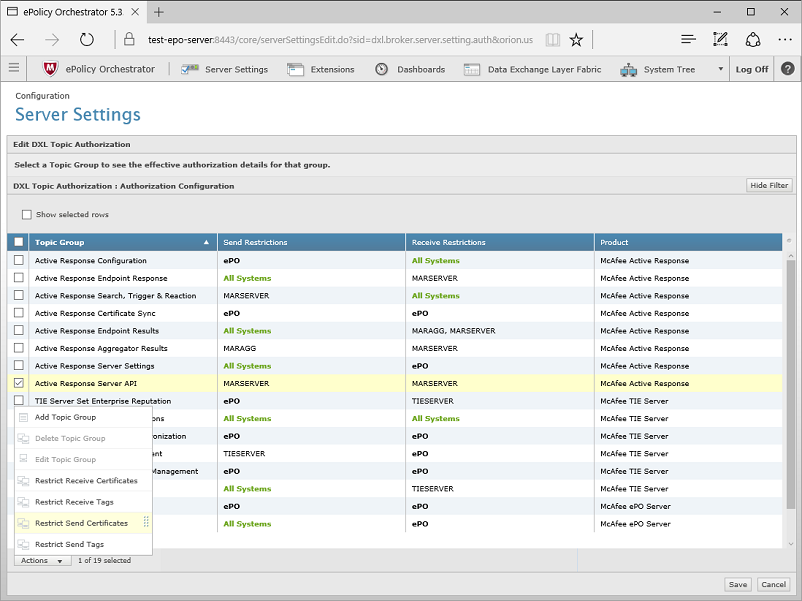 ePolicy Orchestrator 5.3.
test-epo-server:8443/core/serverSettingsEdit.do?sid=dxl.broker.server.setting.auth&orion.us
ePolicy Orchestrator
Server Settings
Extensions
Dashboards
Data Exchange Layer Fabric
System Tree
Log Off
?
Configuration
Server Settings
Edit DXL Topic Authorization
Select a Topic Group to see the effective authorization details for that group.
DXL Topic Authorization : Authorization Configuration
Hide Filter
Show selected rows
Topic Group Send Restrictions Receive Restrictions Product
Active Response Configuration ePO All Systems McAfee Active Response
Active Response Endpoint Response All Systems MARSERVER McAfee Active Response
Active Response Search, Trigger & Reaction MARSERVER All Systems McAfee Active Response
Active Response Certificate Sync ePO ePO McAfee Active Response
Active Response Endpoint Results All Systems MARAGG, MARSERVER McAfee Active Response
Active Response Aggregator Results MARAGG MARSERVER McAfee Active Response
Active Response Server Settings All Systems ePO McAfee Active Response
Active Response Server API MARSERVER MARSERVER McAfee Active Response
TIE Server Set Enterprise Reputation ePO TIESERVER McAfee TIE Server
ons All Systems All Systems McAfee TIE Server
ronization ePO ePO McAfee TIE Server
ent TIESERVER ePO McAfee TIE Server
Management ePO ePO McAfee TIE Server
All Systems TIESERVER McAfee TIE Server
ePO ePO McAfee ePO Server
All Systems ePO McAfee ePO Server
Add Topic Group
Delete Topic Group
Edit Topic Group
Restrict Receive Certificates
Restrict Receive Tags
Restrict Send Certificates
Restrict Send Tags
Actions
1 of 19 selected
Save
Cancel